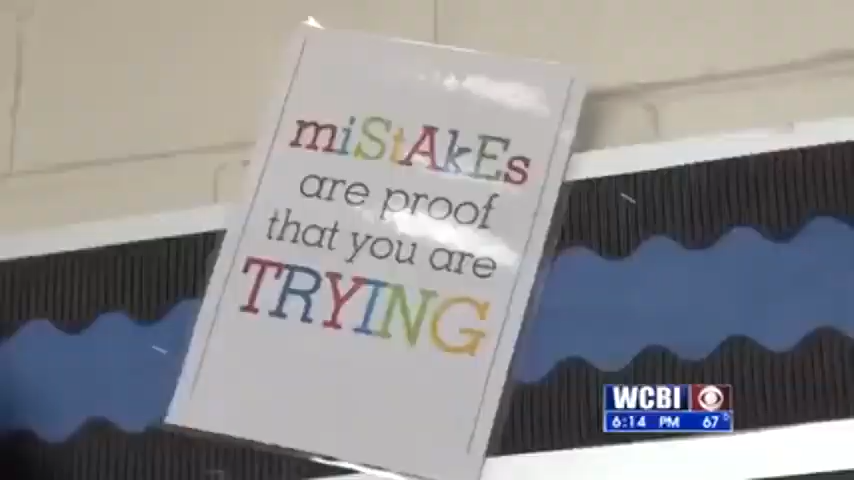 miStAkEs
are proof
that you are
TRYING
WCBI
6:14 PM 67°